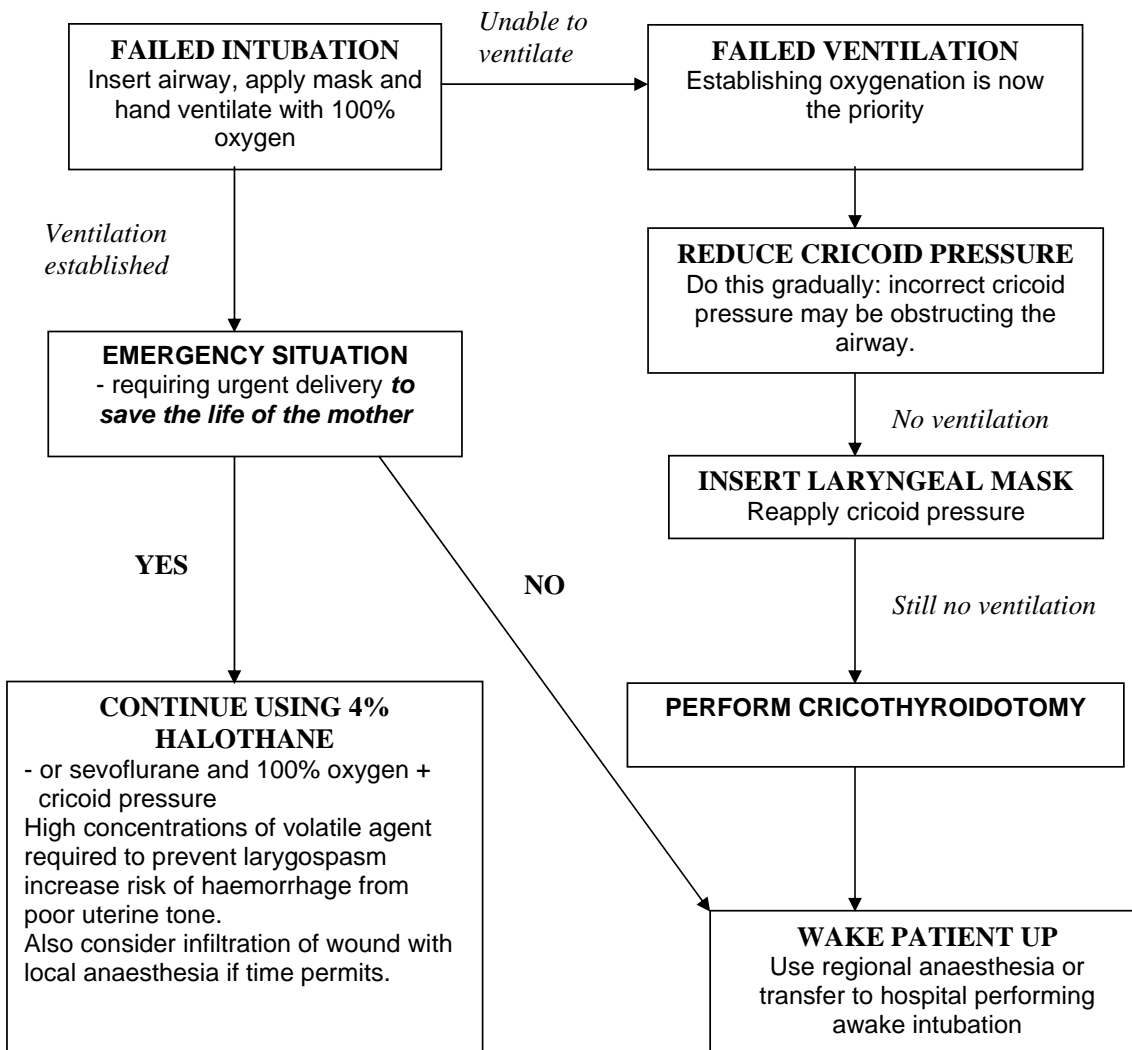 FAILED INTUBATION
Insert airway, apply mask and
hand ventilate with 100%
oxygen
Unable to
ventilate
FAILED VENTILATION
Establishing oxygenation is now
the priority
Ventilation
established
REDUCE CRICOID PRESSURE
Do this gradually: incorrect cricoid
pressure may be obstructing the
airway.
EMERGENCY SITUATION
- requiring urgent delivery to
save the life of the mother
No ventilation
INSERT LARYNGEAL MASK
Reapply cricoid pressure
YES
NO
Still no ventilation
CONTINUE USING 4%
HALOTHANE
- or sevoflurane and 100% oxygen +
cricoid pressure
High concentrations of volatile agent
required to prevent larygospasm
increase risk of haemorrhage from
poor uterine tone.
Also consider infiltration of wound with
local anaesthesia if time permits.
PERFORM CRICOTHYROIDOTOMY
WAKE PATIENT UP
Use regional anaesthesia or
transfer to hospital performing
awake intubation